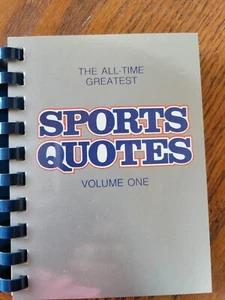 THE ALL-TIME
GREATEST
SPORTS
QUOTES
VOLUME ONE